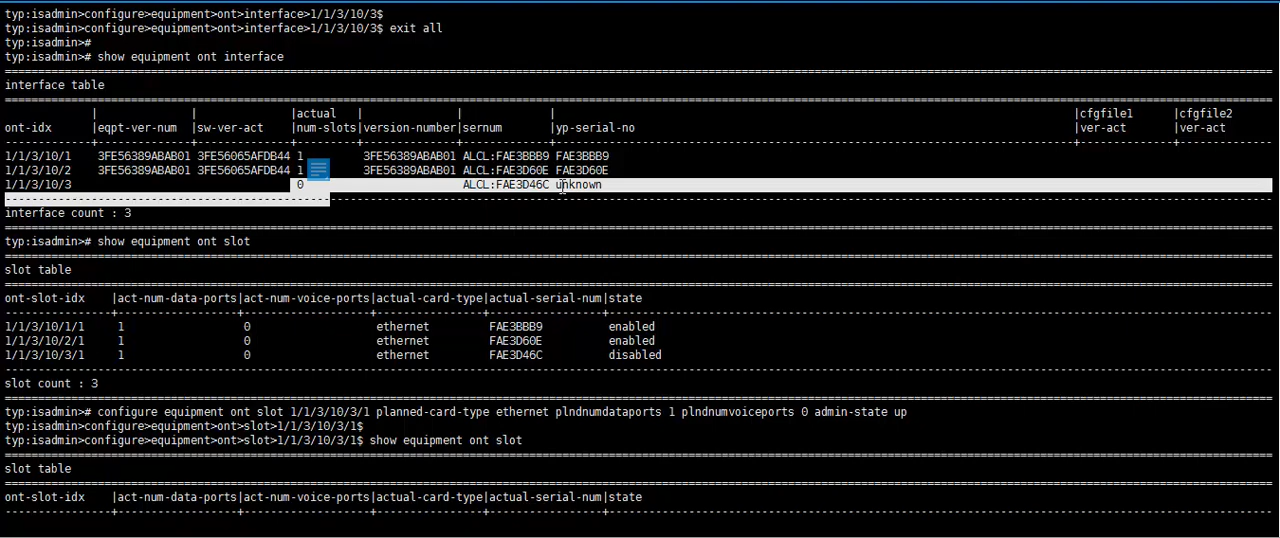 typ:isadmin>configure>equipment>ont>interface>1/1/3/10/3$
typ:isadmin>configure>equipment>ont>interface>1/1/3/10/3$ exit all
typ:isadmin>#
typ:isadmin># show equipment ont interface
interface table
| | |actual | | | |cfgfile1 |cfgfile2
ont-idx |eqpt-ver-num |sw-ver-act |num-slots|version-number|sernum |yp-serial-no |ver-act |ver-act
1/1/3/10/1 3FE56389ABAB01 3FE56065AFDB44 1 3FE56389ABAB01 ALCL:FAE3BBB9 FAE3BBB9
1/1/3/10/2 3FE56389ABAB01 3FE56065AFDB44 1 3FE56389ABAB01 ALCL:FAE3D60E FAE3D60E
1/1/3/10/3 0 ALCL:FAE3D46C unknown
interface count : 3
typ:isadmin># show equipment ont slot
slot table
ont-slot-idx |act-num-data-ports|act-num-voice-ports|actual-card-type|actual-serial-num|state
1/1/3/10/1/1 1 0 ethernet FAE3BBB9 enabled
1/1/3/10/2/1 1 0 ethernet FAE3D60E enabled
1/1/3/10/3/1 1 0 ethernet FAE3D46C disabled
slot count : 3
typ:isadmin># configure equipment ont slot 1/1/3/10/3/1 planned-card-type ethernet plndnumdataports 1 plndnumvoiceports 0 admin-state up
typ:isadmin>configure>equipment>ont>slot>1/1/3/10/3/1$
typ:isadmin>configure>equipment>ont>slot>1/1/3/10/3/1$ show equipment ont slot
slot table
ont-slot-idx |act-num-data-ports|act-num-voice-ports|actual-card-type|actual-serial-num|state